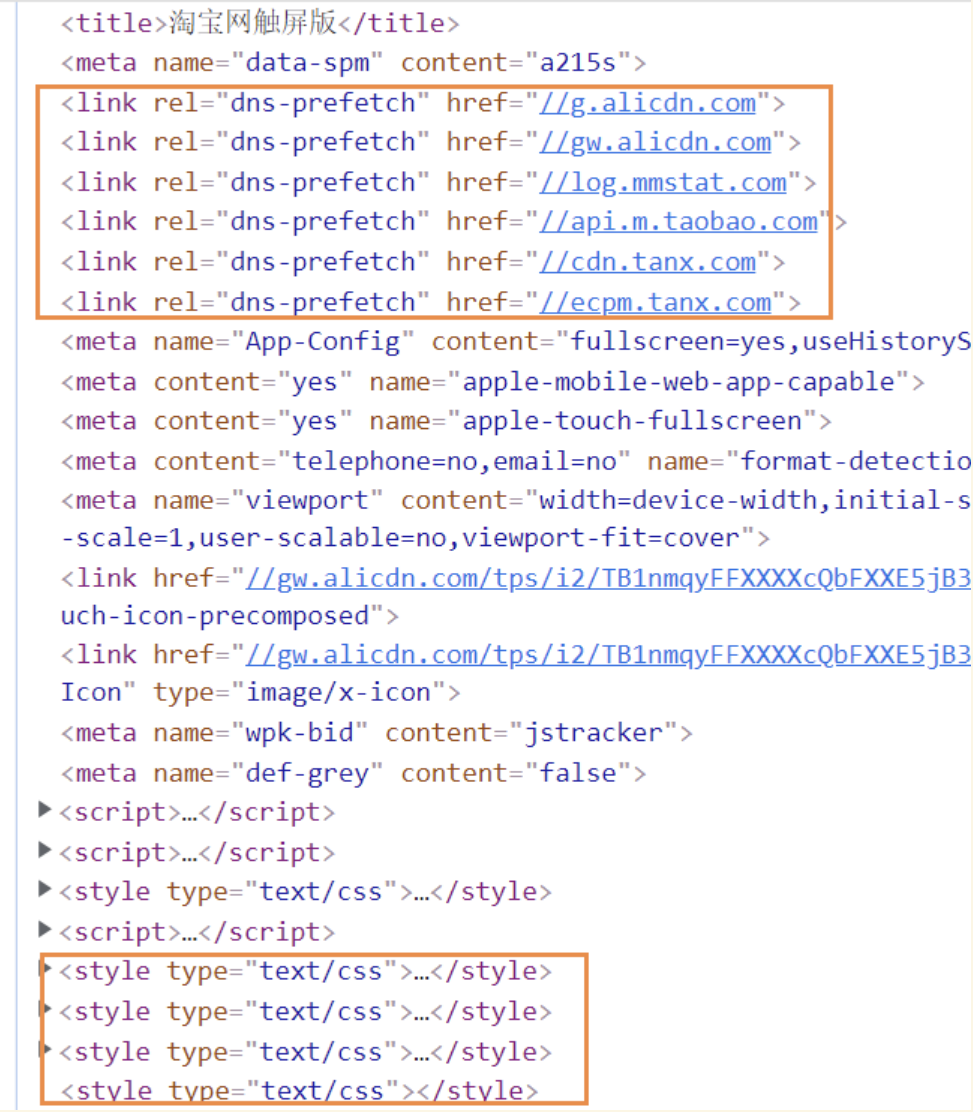 <title>淘宝网触屏版</title>
<meta name="data-spm" content="a215s">
<link rel="dns-prefetch" href="//g.alicdn.com">
<link rel="dns-prefetch" href="//gw.alicdn.com">
<link rel="dns-prefetch" href="//log.mmstat.com">
<link rel="dns-prefetch" href="//api.m.taobao.com">
<link rel="dns-prefetch" href="//cdn.tanx.com">
<link rel="dns-prefetch" href="//ecpm.tanx.com">
<meta name="App-Config" content="fullscreen=yes,useHistoryS
<meta content="yes" name="apple-mobile-web-app-capable">
<meta content="yes" name="apple-touch-fullscreen">
<meta content="telephone=no,email=no" name="format-detectio
<meta name="viewport" content="width=device-width,initial-s
-scale=1,user-scalable=no,viewport-fit=cover">
<link href="//gw.alicdn.com/tps/i2/TB1nmqyFFXXXXcQbFXXE5jB3
uch-icon-precomposed">
<link href="//gw.alicdn.com/tps/i2/TB1nmqyFFXXXXcQbFXXE5jB3
Icon" type="image/x-icon">
<meta name="wpk-bid" content="jstracker">
<meta name="def-grey" content="false">
<script>…</script>
<script>…</script>
<style type="text/css">…</style>
<script>…</script>
<style type="text/css">…</style>
<style type="text/css">…</style>
<style type="text/css">…</style>
<style type="text/css"></style>